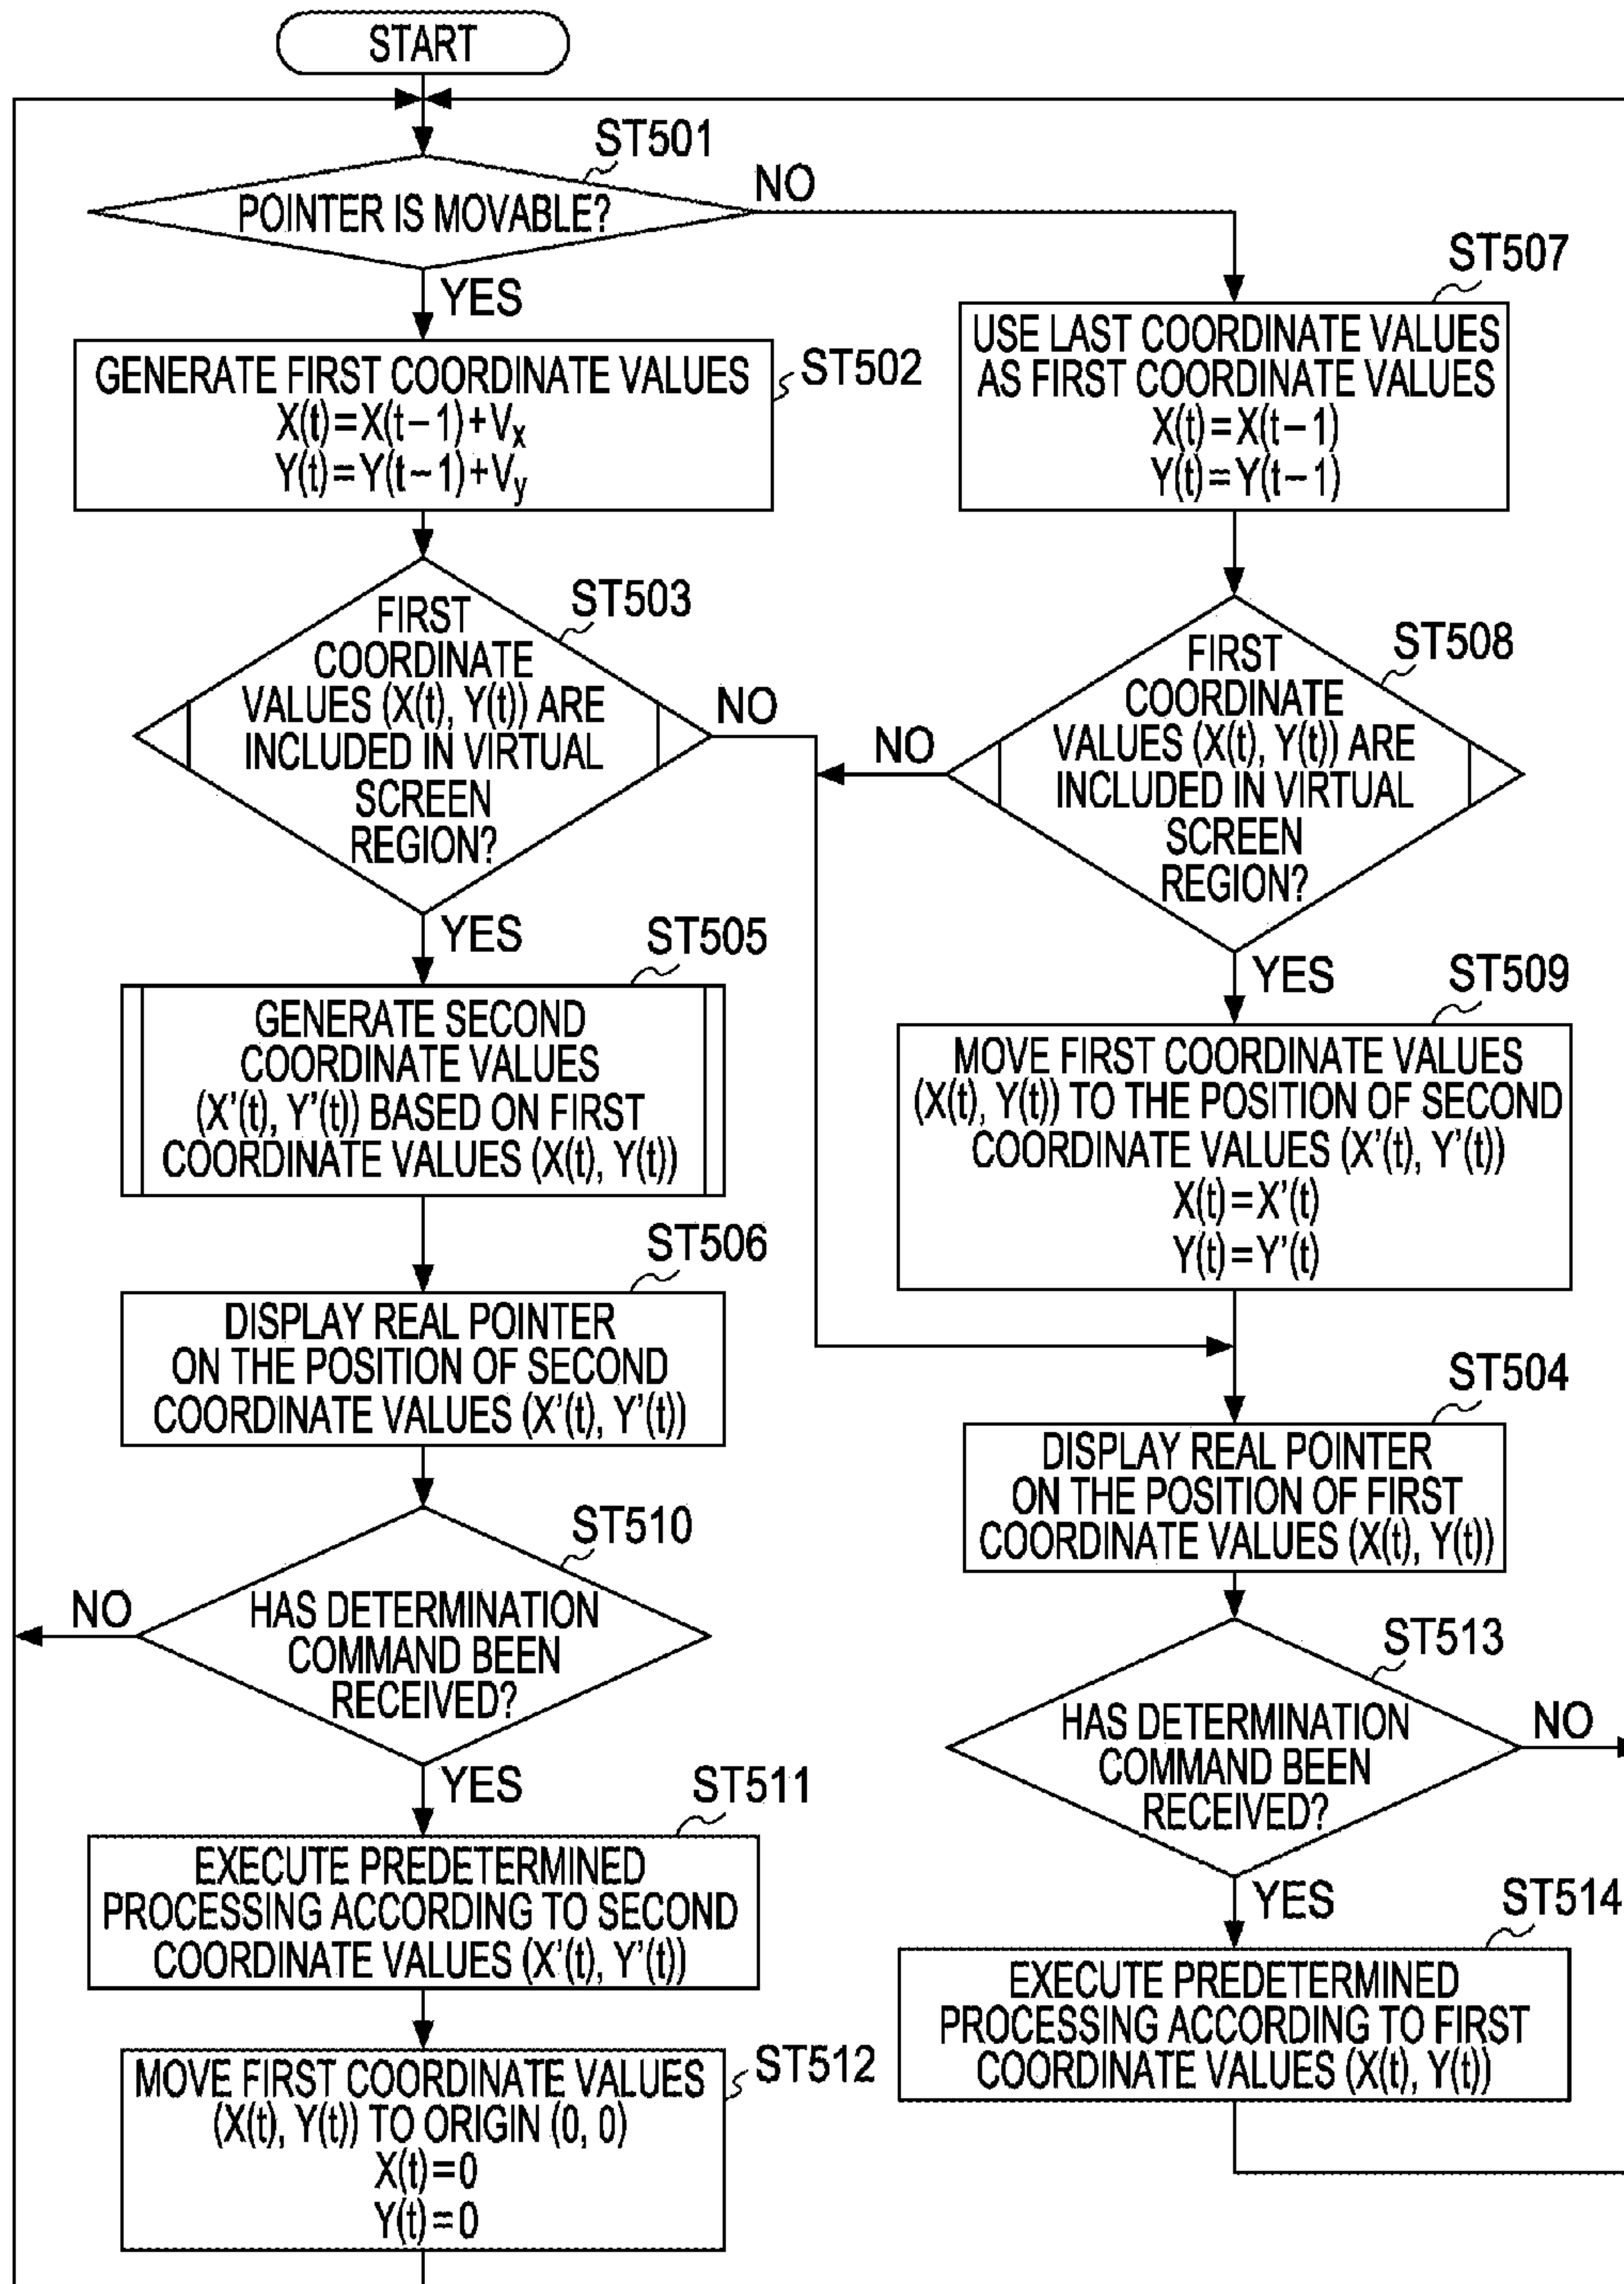 START
ST501
POINTER IS MOVABLE?
NO
YES
ST502
GENERATE FIRST COORDINATE VALUES
X(t)=X(t−1)+Vx
Y(t)=Y(t−1)+Vy
ST503
FIRST
COORDINATE
VALUES (X(t), Y(t)) ARE
INCLUDED IN VIRTUAL
SCREEN
REGION?
NO
YES
ST505
GENERATE SECOND
COORDINATE VALUES
(X'(t), Y'(t)) BASED ON FIRST
COORDINATE VALUES (X(t), Y(t))
ST506
DISPLAY REAL POINTER
ON THE POSITION OF SECOND
COORDINATE VALUES (X'(t), Y'(t))
ST510
HAS DETERMINATION
COMMAND BEEN
RECEIVED?
NO
YES
ST511
EXECUTE PREDETERMINED
PROCESSING ACCORDING TO SECOND
COORDINATE VALUES (X'(t), Y'(t))
ST512
MOVE FIRST COORDINATE VALUES
(X(t), Y(t)) TO ORIGIN (0, 0)
X(t)=0
Y(t)=0
ST507
USE LAST COORDINATE VALUES
AS FIRST COORDINATE VALUES
X(t)=X(t−1)
Y(t)=Y(t−1)
ST508
FIRST
COORDINATE
VALUES (X(t), Y(t)) ARE
INCLUDED IN VIRTUAL
SCREEN
REGION?
NO
YES
ST509
MOVE FIRST COORDINATE VALUES
(X(t), Y(t)) TO THE POSITION OF SECOND
COORDINATE VALUES (X'(t), Y'(t))
X(t)=X'(t)
Y(t)=Y'(t)
ST504
DISPLAY REAL POINTER
ON THE POSITION OF FIRST
COORDINATE VALUES (X(t), Y(t))
ST513
HAS DETERMINATION
COMMAND BEEN
RECEIVED?
NO
YES
ST514
EXECUTE PREDETERMINED
PROCESSING ACCORDING TO FIRST
COORDINATE VALUES (X(t), Y(t))